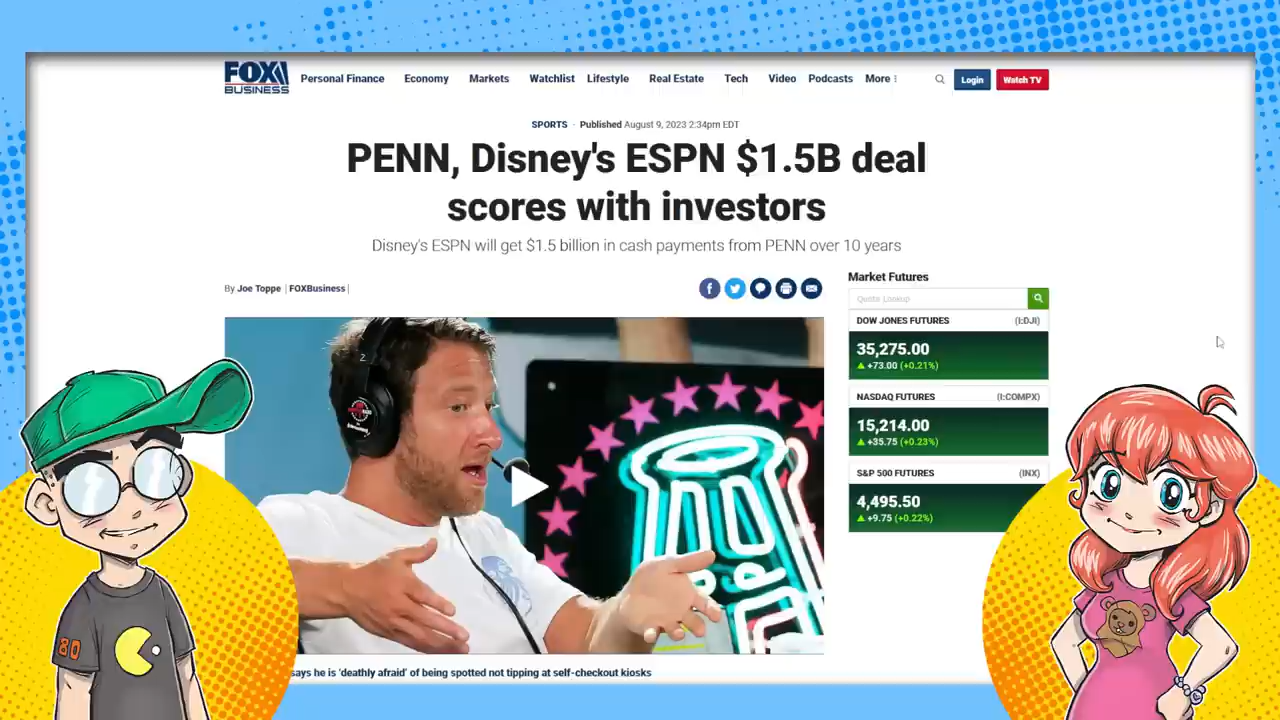 FOX
BUSINESS
Personal Finance Economy Markets Watchlist Lifestyle Real Estate Tech Video Podcasts More
Login
Watch TV
SPORTS · Published August 9, 2023 2:34pm EDT
PENN, Disney's ESPN $1.5B deal
scores with investors
Disney's ESPN will get $1.5 billion in cash payments from PENN over 10 years
By Joe Toppe | FOXBusiness |
Market Futures
Quote Lookup
DOW JONES FUTURES (I:DJI)
35,275.00
+73.00 (+0.21%)
NASDAQ FUTURES (I:COMPX)
15,214.00
+35.75 (+0.23%)
S&P 500 FUTURES (INX)
4,495.50
+9.75 (+0.22%)
2
80
says he is 'deathly afraid' of being spotted not tipping at self-checkout kiosks